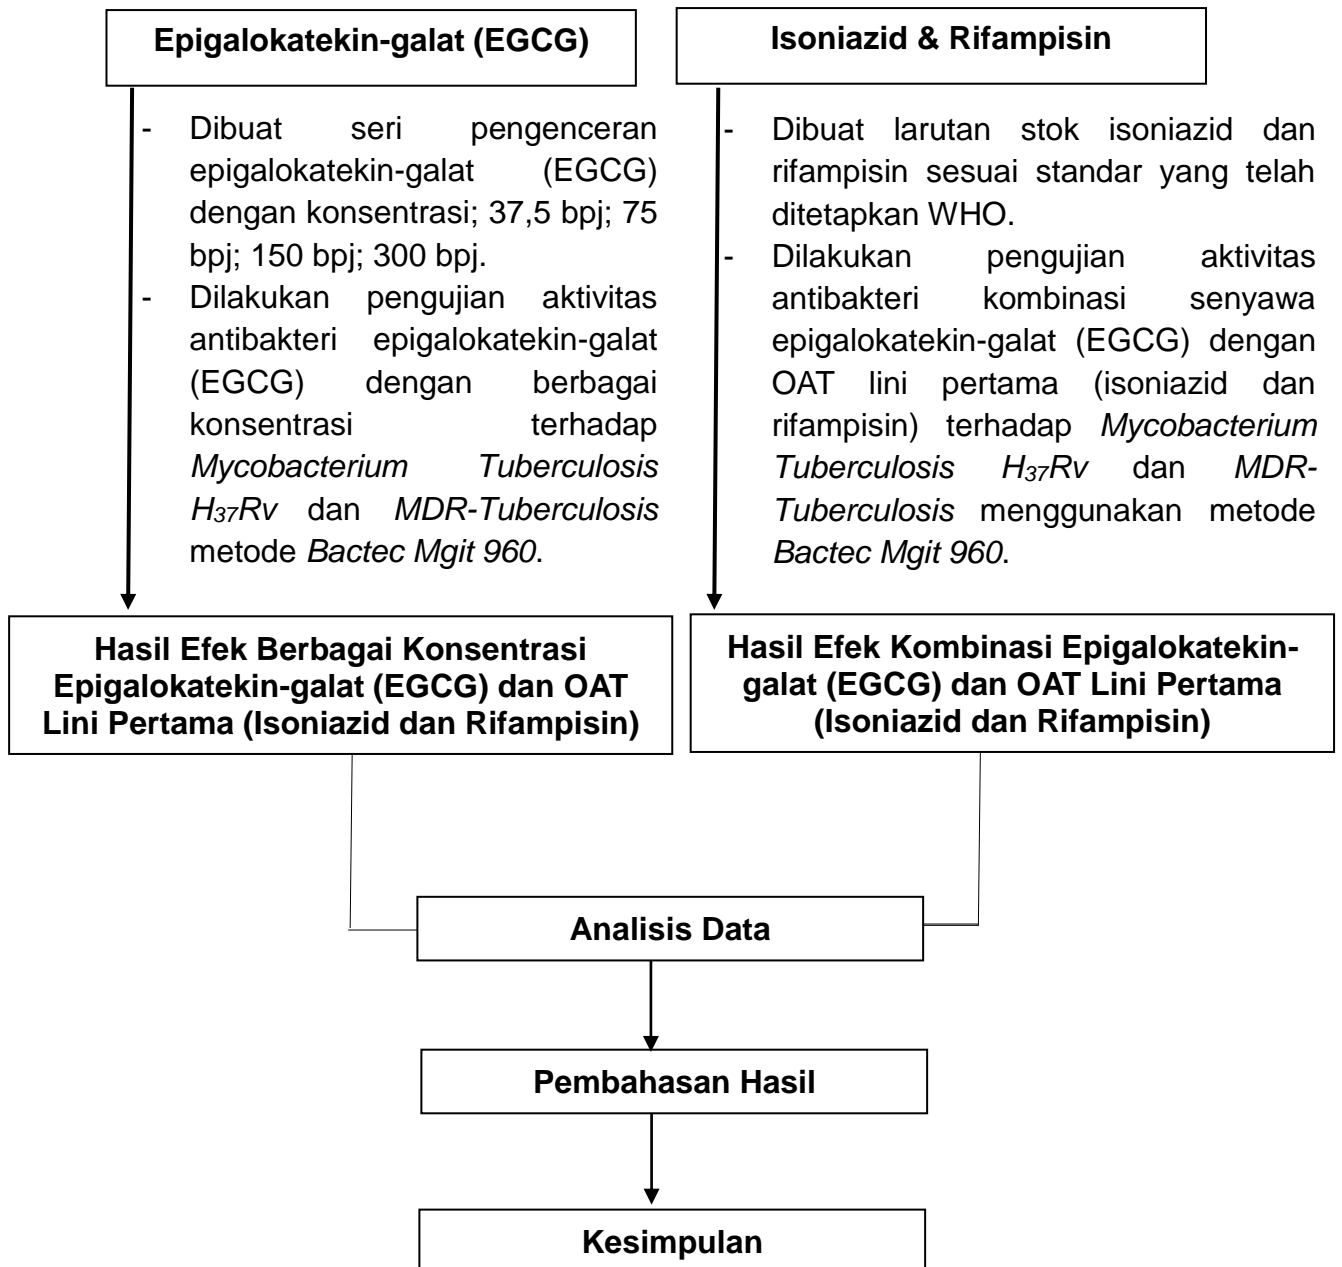 Epigalokatekin-galat (EGCG)
- Dibuat seri pengenceran
epigalokatekin-galat (EGCG)
dengan konsentrasi; 37,5 bpj; 75
bpj; 150 bpj; 300 bpj.
- Dilakukan pengujian aktivitas
antibakteri epigalokatekin-galat
(EGCG) dengan berbagai
konsentrasi terhadap
Mycobacterium Tuberculosis
H37Rv dan MDR-Tuberculosis
metode Bactec Mgit 960.
Hasil Efek Berbagai Konsentrasi
Epigalokatekin-galat (EGCG) dan OAT
Lini Pertama (Isoniazid dan Rifampisin)
Isoniazid & Rifampisin
- Dibuat larutan stok isoniazid dan
rifampisin sesuai standar yang telah
ditetapkan WHO.
- Dilakukan pengujian aktivitas
antibakteri kombinasi senyawa
epigalokatekin-galat (EGCG) dengan
OAT lini pertama (isoniazid dan
rifampisin) terhadap Mycobacterium
Tuberculosis H37Rv dan MDR-
Tuberculosis menggunakan metode
Bactec Mgit 960.
Hasil Efek Kombinasi Epigalokatekin-
galat (EGCG) dan OAT Lini Pertama
(Isoniazid dan Rifampisin)
Analisis Data
Pembahasan Hasil
Kesimpulan